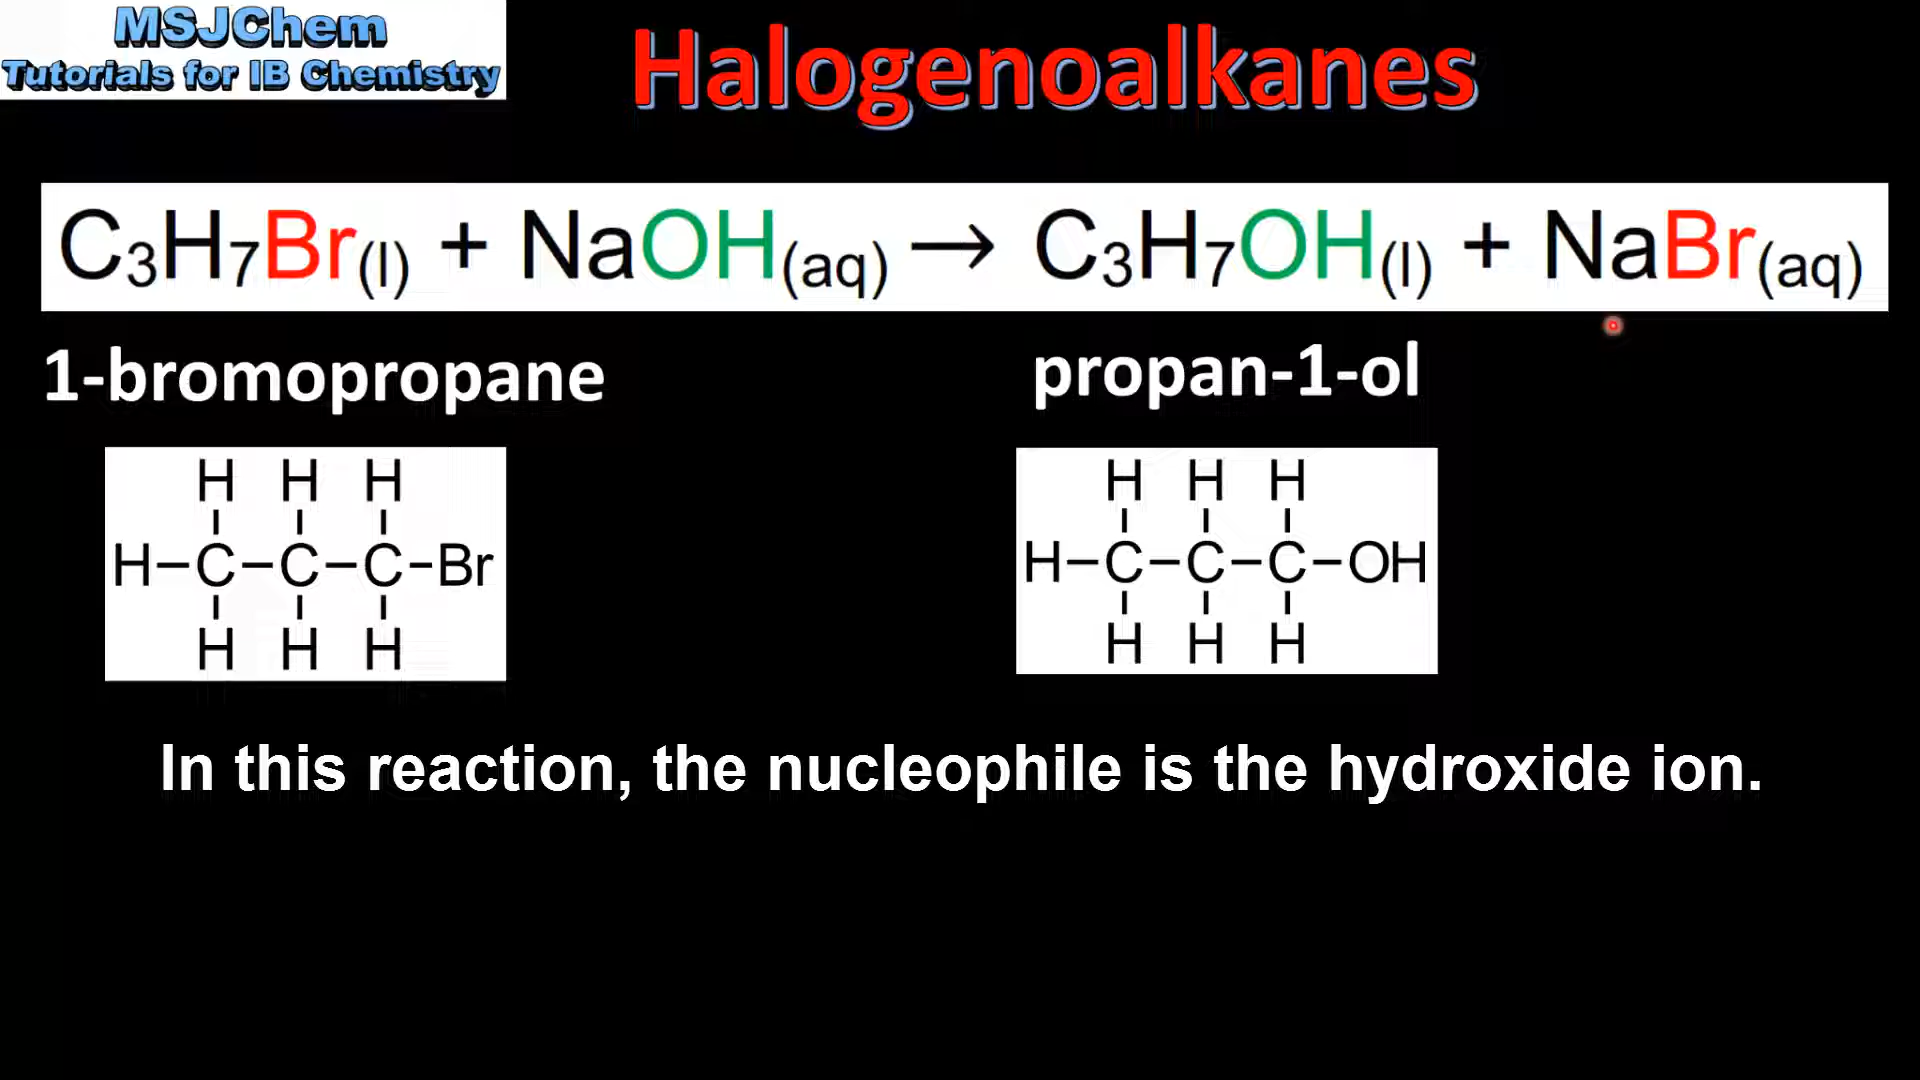 MSJChem
Tutorials for IB Chemistry
Halogenoalkanes
C₃H₇Br₍ₗ₎ + NaOH(aq) → C₃H₇OH₍ₗ₎ + NaBr(aq)
1-bromopropane
propan-1-ol
H H H
H–C–C–C–Br
H H H
H H H
H–C–C–C–OH
H H H
In this reaction, the nucleophile is the hydroxide ion.